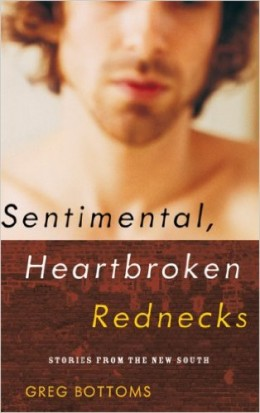 Sentimental,
Heartbroken
Rednecks
STORIES FROM THE NEW SOUTH
GREG BOTTOMS